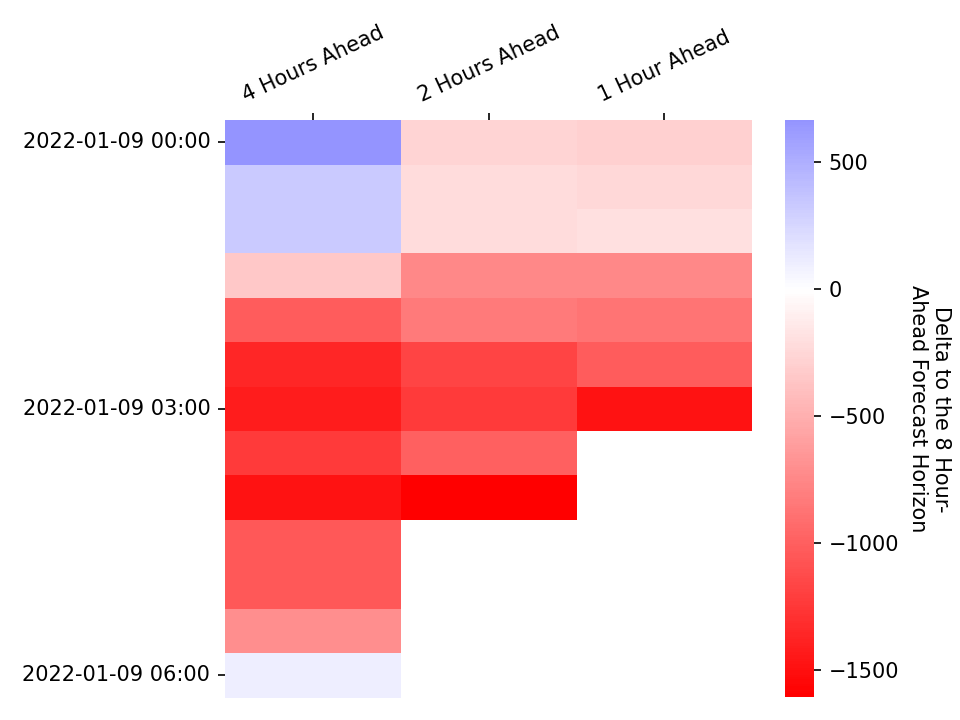 4 Hours Ahead
2 Hours Ahead
1 Hour Ahead
2022-01-09 00:00
2022-01-09 03:00
2022-01-09 06:00
500
0
−500
−1000
−1500
Delta to the 8 Hour-
Ahead Forecast Horizon